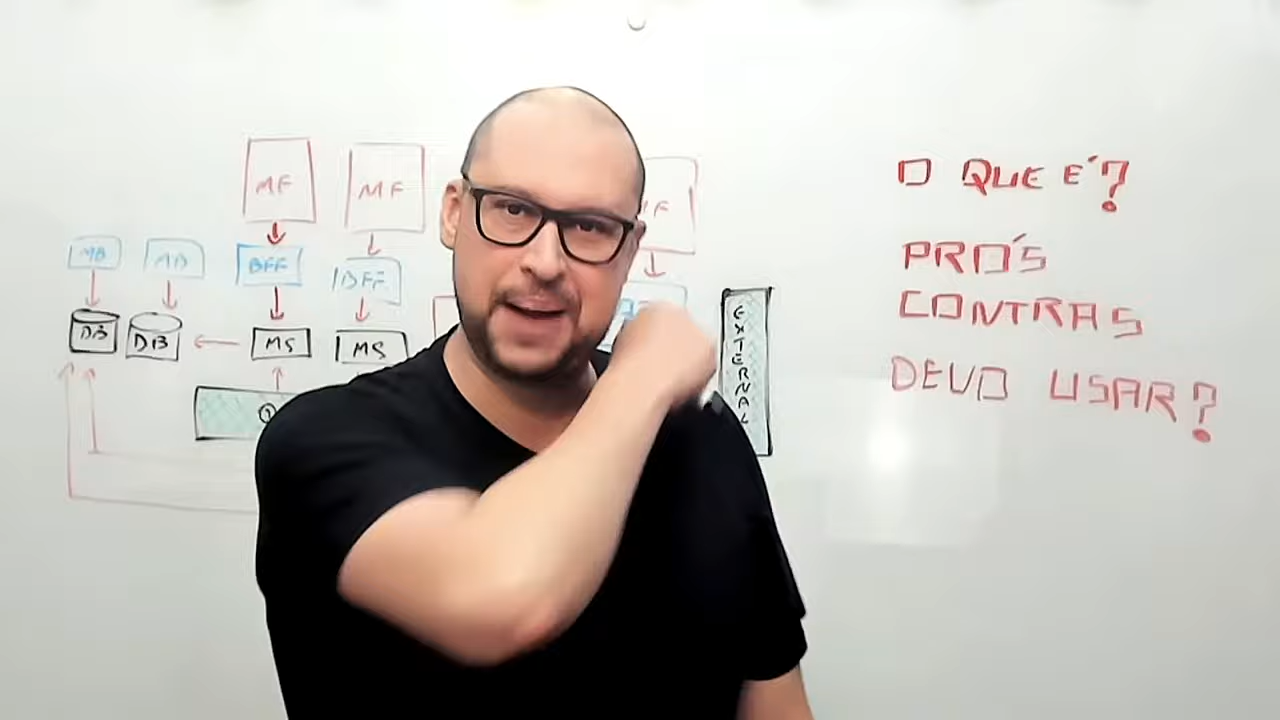 MF MF
MB MB BFF BFF
DB DB MS MS
EXTERNAL
O QUE É?
PRÓS
CONTRAS
DEVO USAR?